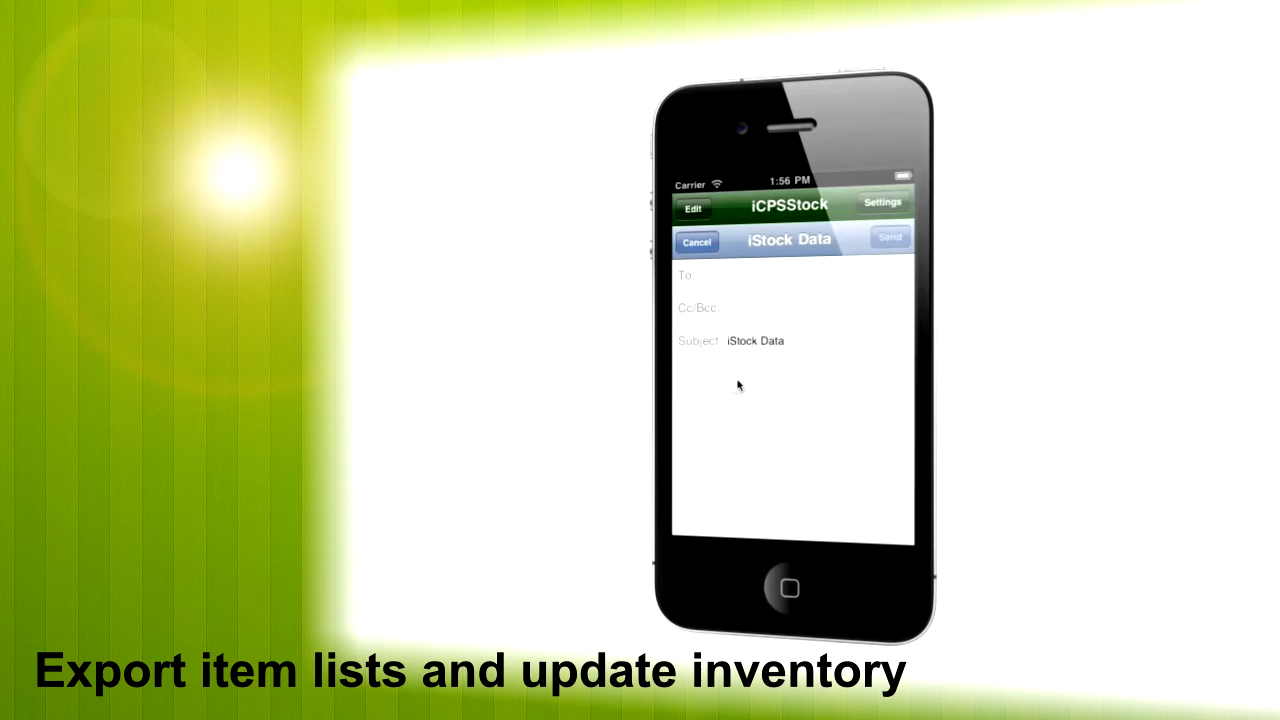 Carrier 1:56 PM
Edit iCPSStock Settings
Cancel iStock Data Send
To
Cc/Bcc
Subject iStock Data
Export item lists and update inventory